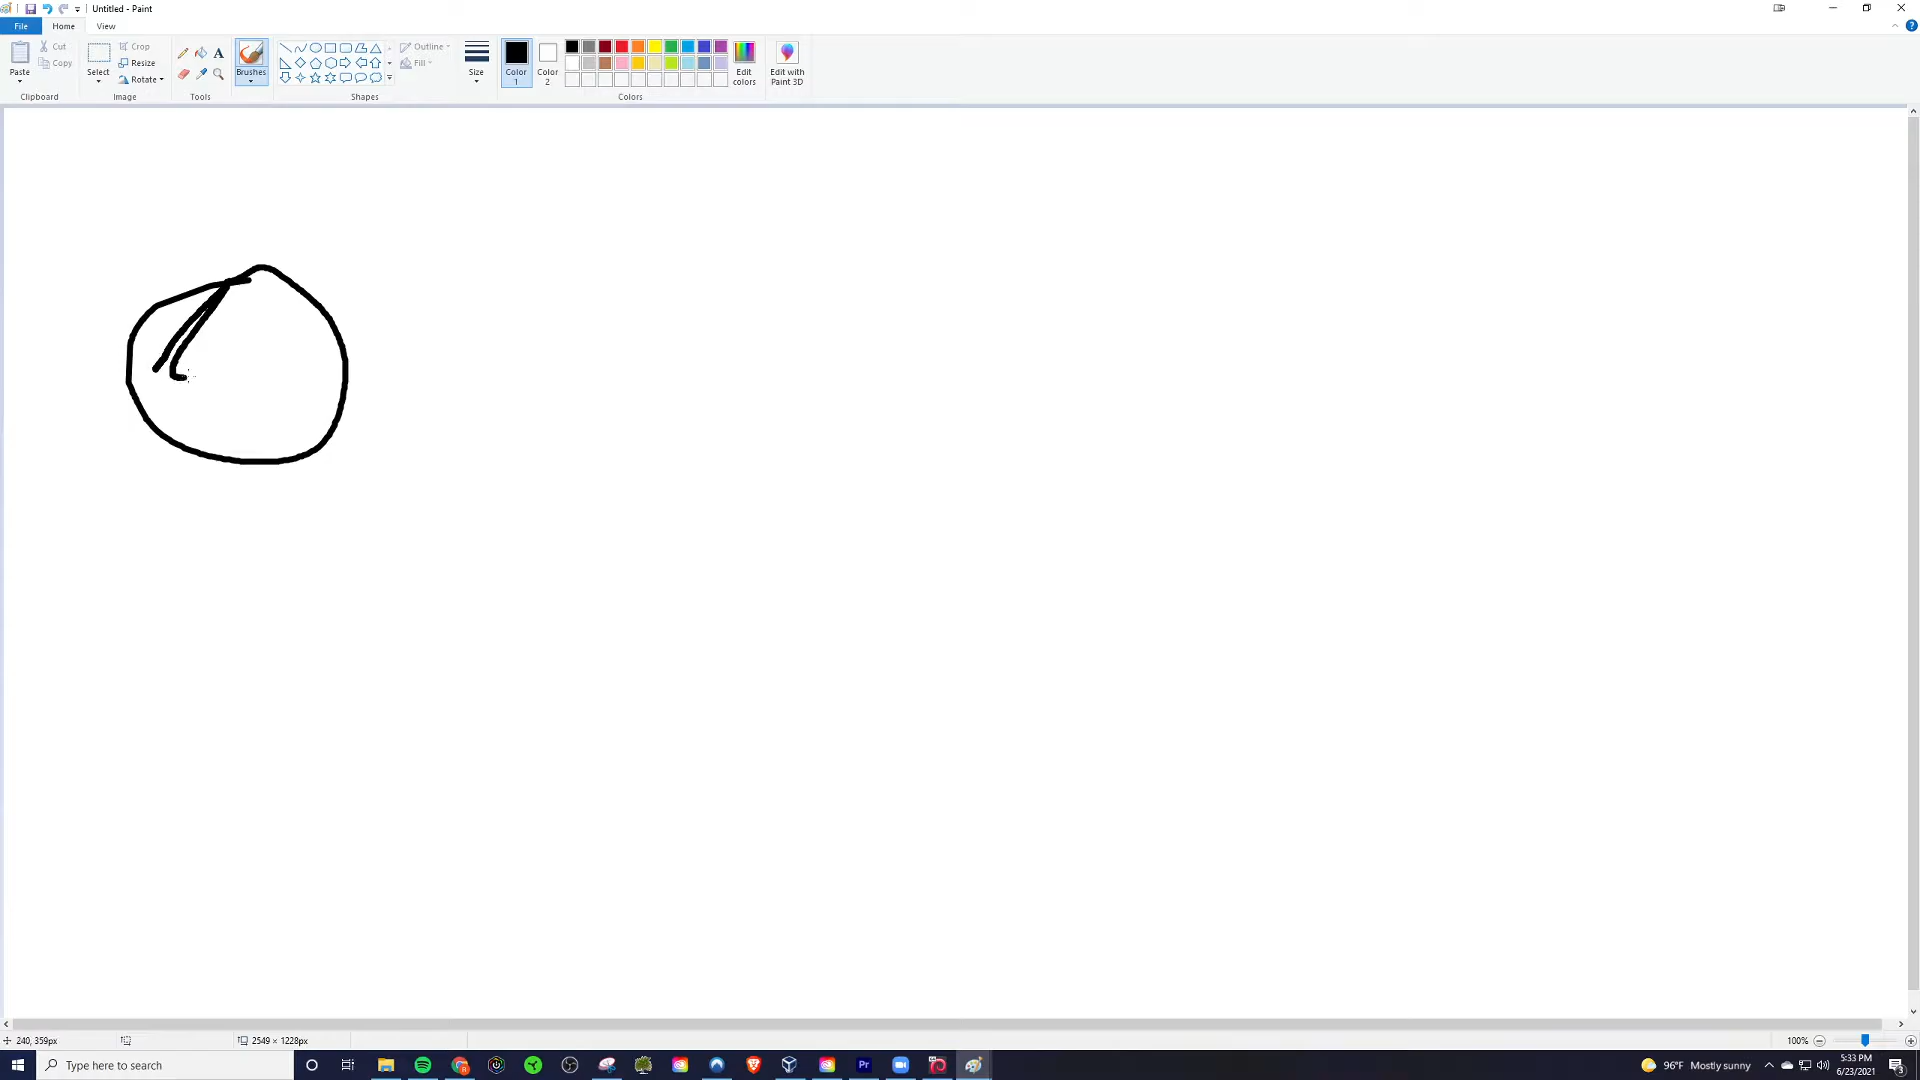 Untitled - Paint
File
Home
View
Paste
Cut
Copy
Clipboard
Select
Crop
Resize
Rotate
Image
Tools
Brushes
Shapes
Outline
Fill
Size
Color
1
Color
2
Colors
Edit
colors
Edit with
Paint 3D
240, 359px
2549 × 1228px
100%
Type here to search
Pr
96°F Mostly sunny
5:33 PM
6/23/2021
3